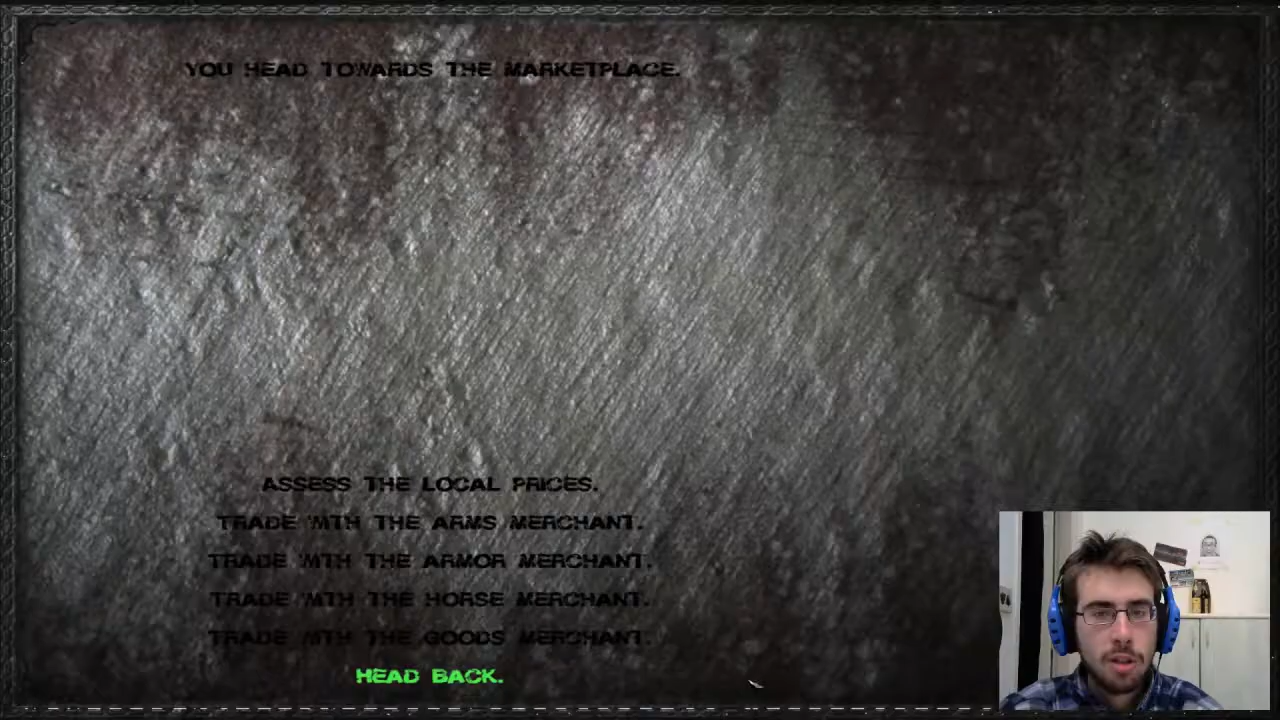 YOU HEAD TOWARDS THE MARKETPLACE.
ASSESS THE LOCAL PRICES.
TRADE WITH THE ARMS MERCHANT.
TRADE WITH THE ARMOR MERCHANT.
TRADE WITH THE HORSE MERCHANT.
TRADE WITH THE GOODS MERCHANT.
HEAD BACK.